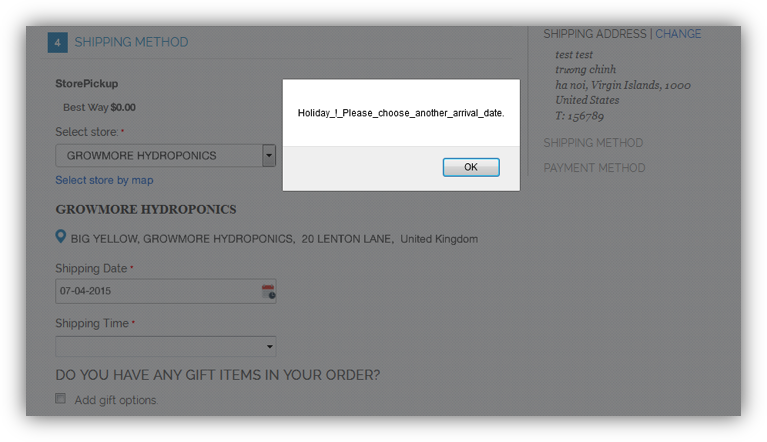 4 SHIPPING METHOD
StorePickup
Best Way $0.00
Select store: *
GROWMORE HYDROPONICS
Select store by map
GROWMORE HYDROPONICS
BIG YELLOW, GROWMORE HYDROPONICS, 20 LENTON LANE, United Kingdom
Shipping Date *
07-04-2015
Shipping Time *
DO YOU HAVE ANY GIFT ITEMS IN YOUR ORDER?
Add gift options
Holiday_!_Please_choose_another_arrival_date.
OK
SHIPPING ADDRESS | CHANGE
test test
trương chinh
ha noi, Virgin Islands, 1000
United States
T: 156789
SHIPPING METHOD
PAYMENT METHOD